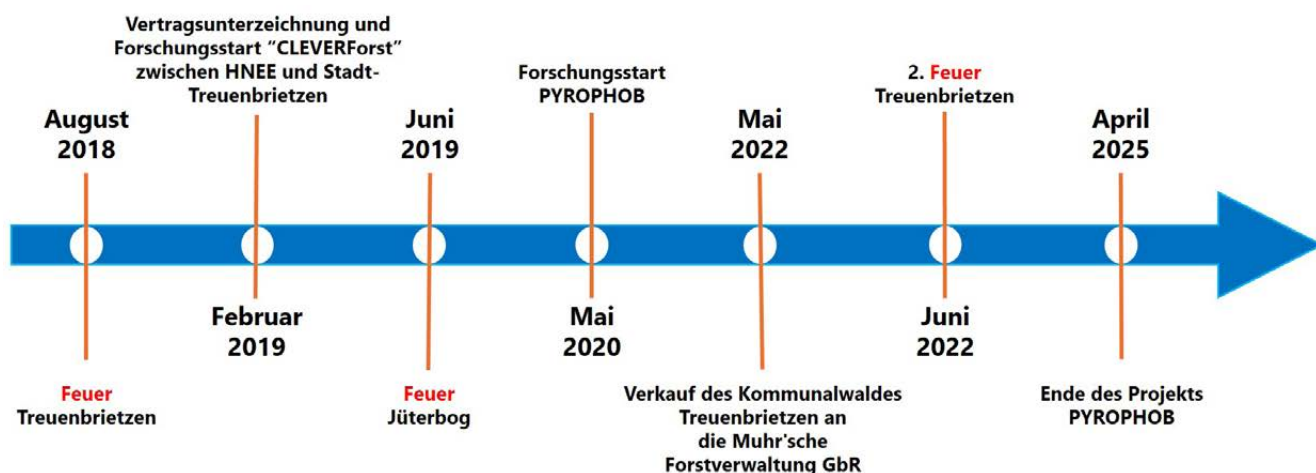 August
2018
Feuer
Treuenbrietzen
Vertragsunterzeichnung und
Forschungsstart “CLEVERForst”
zwischen HNEE und Stadt-
Treuenbrietzen
Februar
2019
Juni
2019
Feuer
Jüterbog
Forschungsstart
PYROPHOB
Mai
2020
Mai
2022
Verkauf des Kommunalwaldes
Treuenbrietzen an
die Muhr'sche
Forstverwaltung GbR
2. Feuer
Treuenbrietzen
Juni
2022
April
2025
Ende des Projekts
PYROPHOB